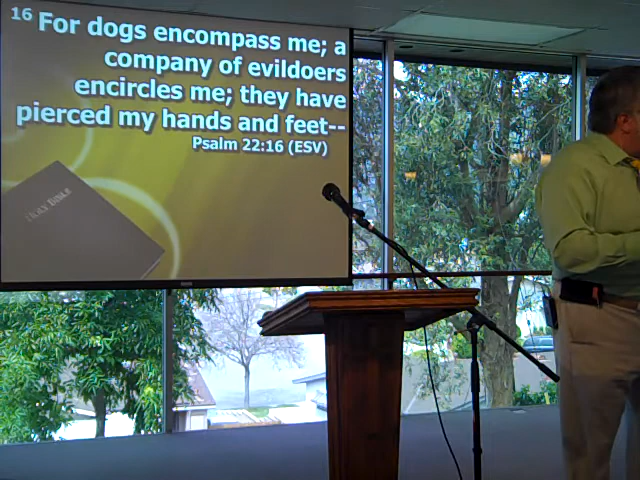 16 For dogs encompass me; a
company of evildoers
encircles me; they have
pierced my hands and feet--
Psalm 22:16 (ESV)
HOLY BIBLE